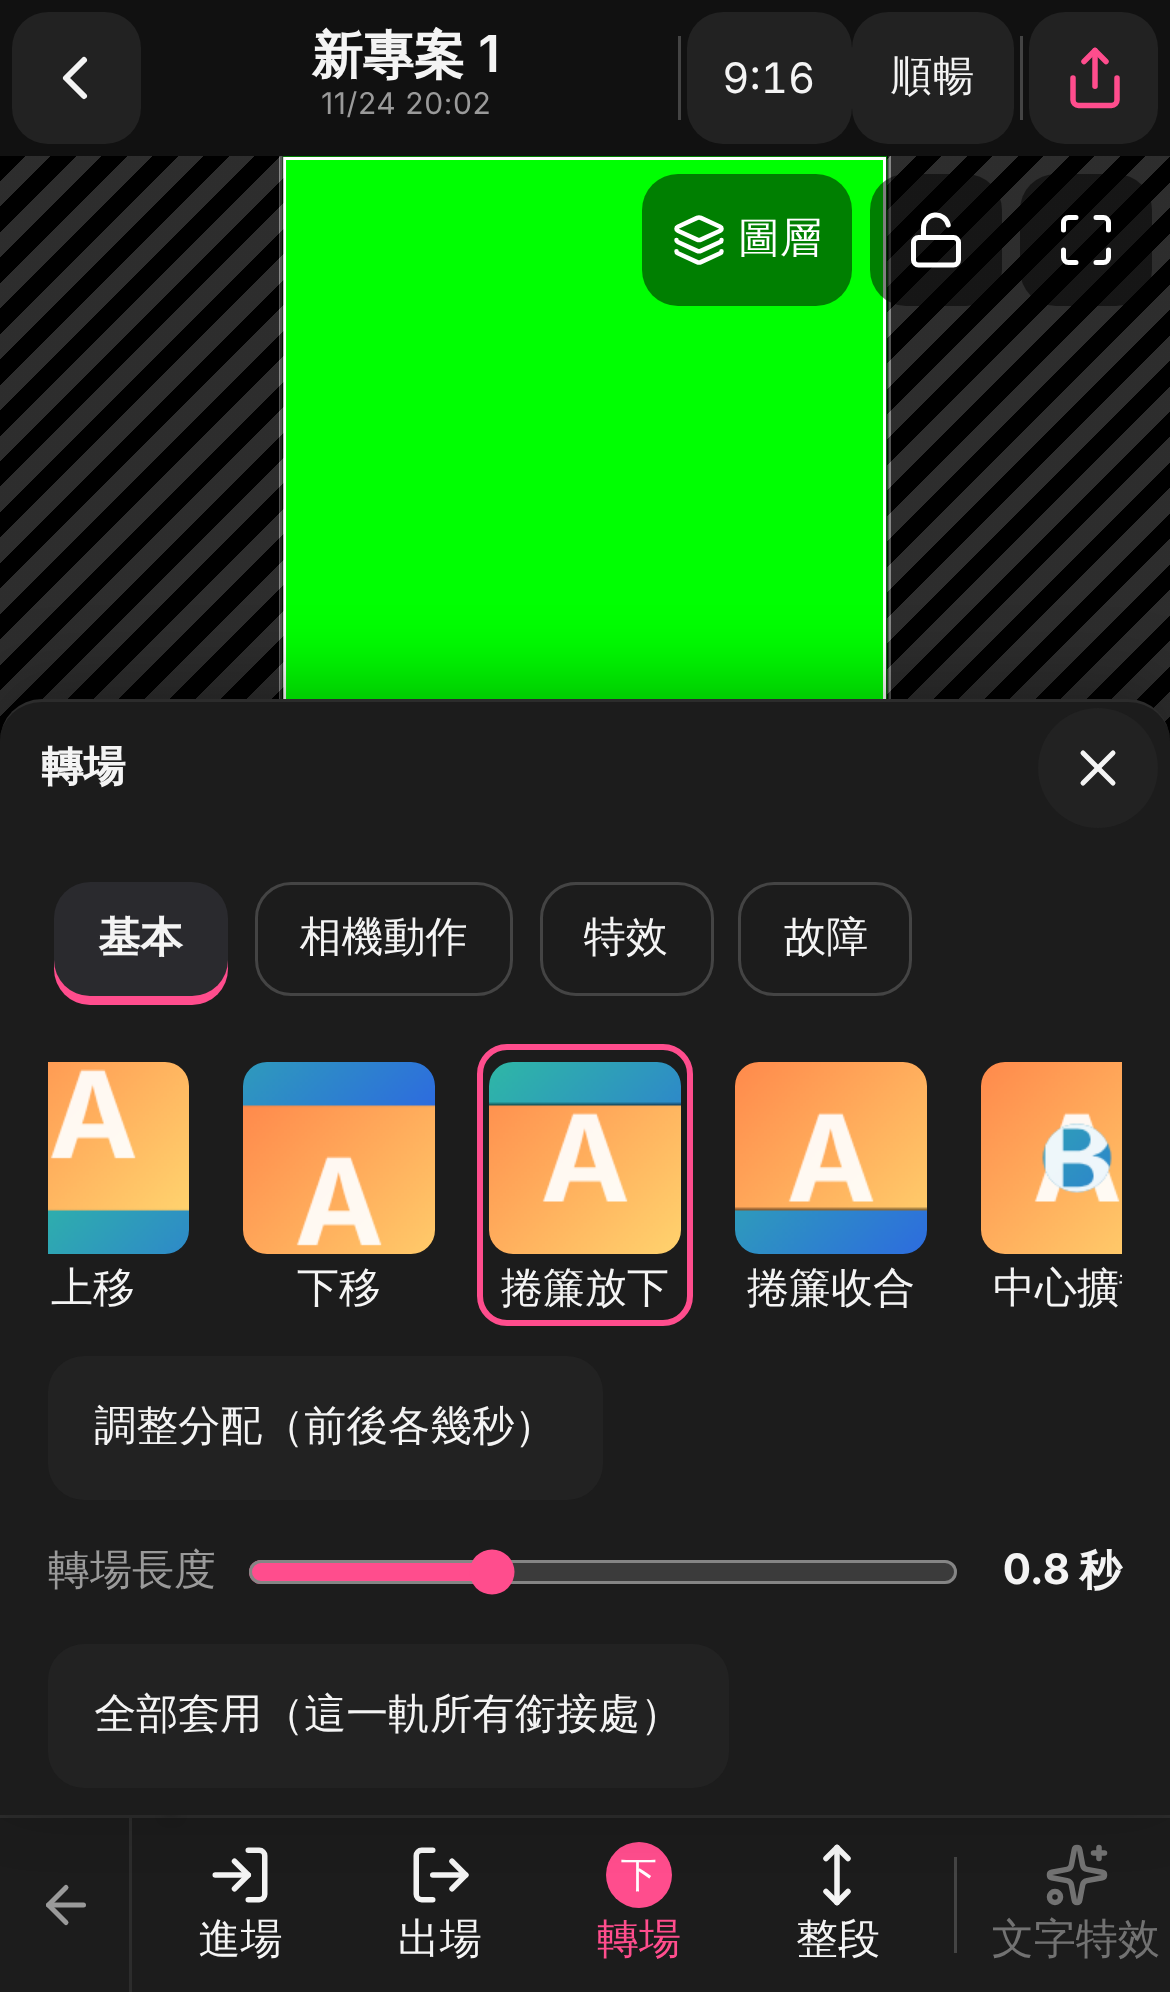 新專案 1
11/24 20:02
9:16
順暢
圖層
轉場
基本
相機動作
特效
故障
A
A
A
A
A B
上移
下移
捲簾放下
捲簾收合
中心擴
調整分配（前後各幾秒）
轉場長度
0.8 秒
全部套用（這一軌所有銜接處）
下
進場
出場
轉場
整段
文字特效